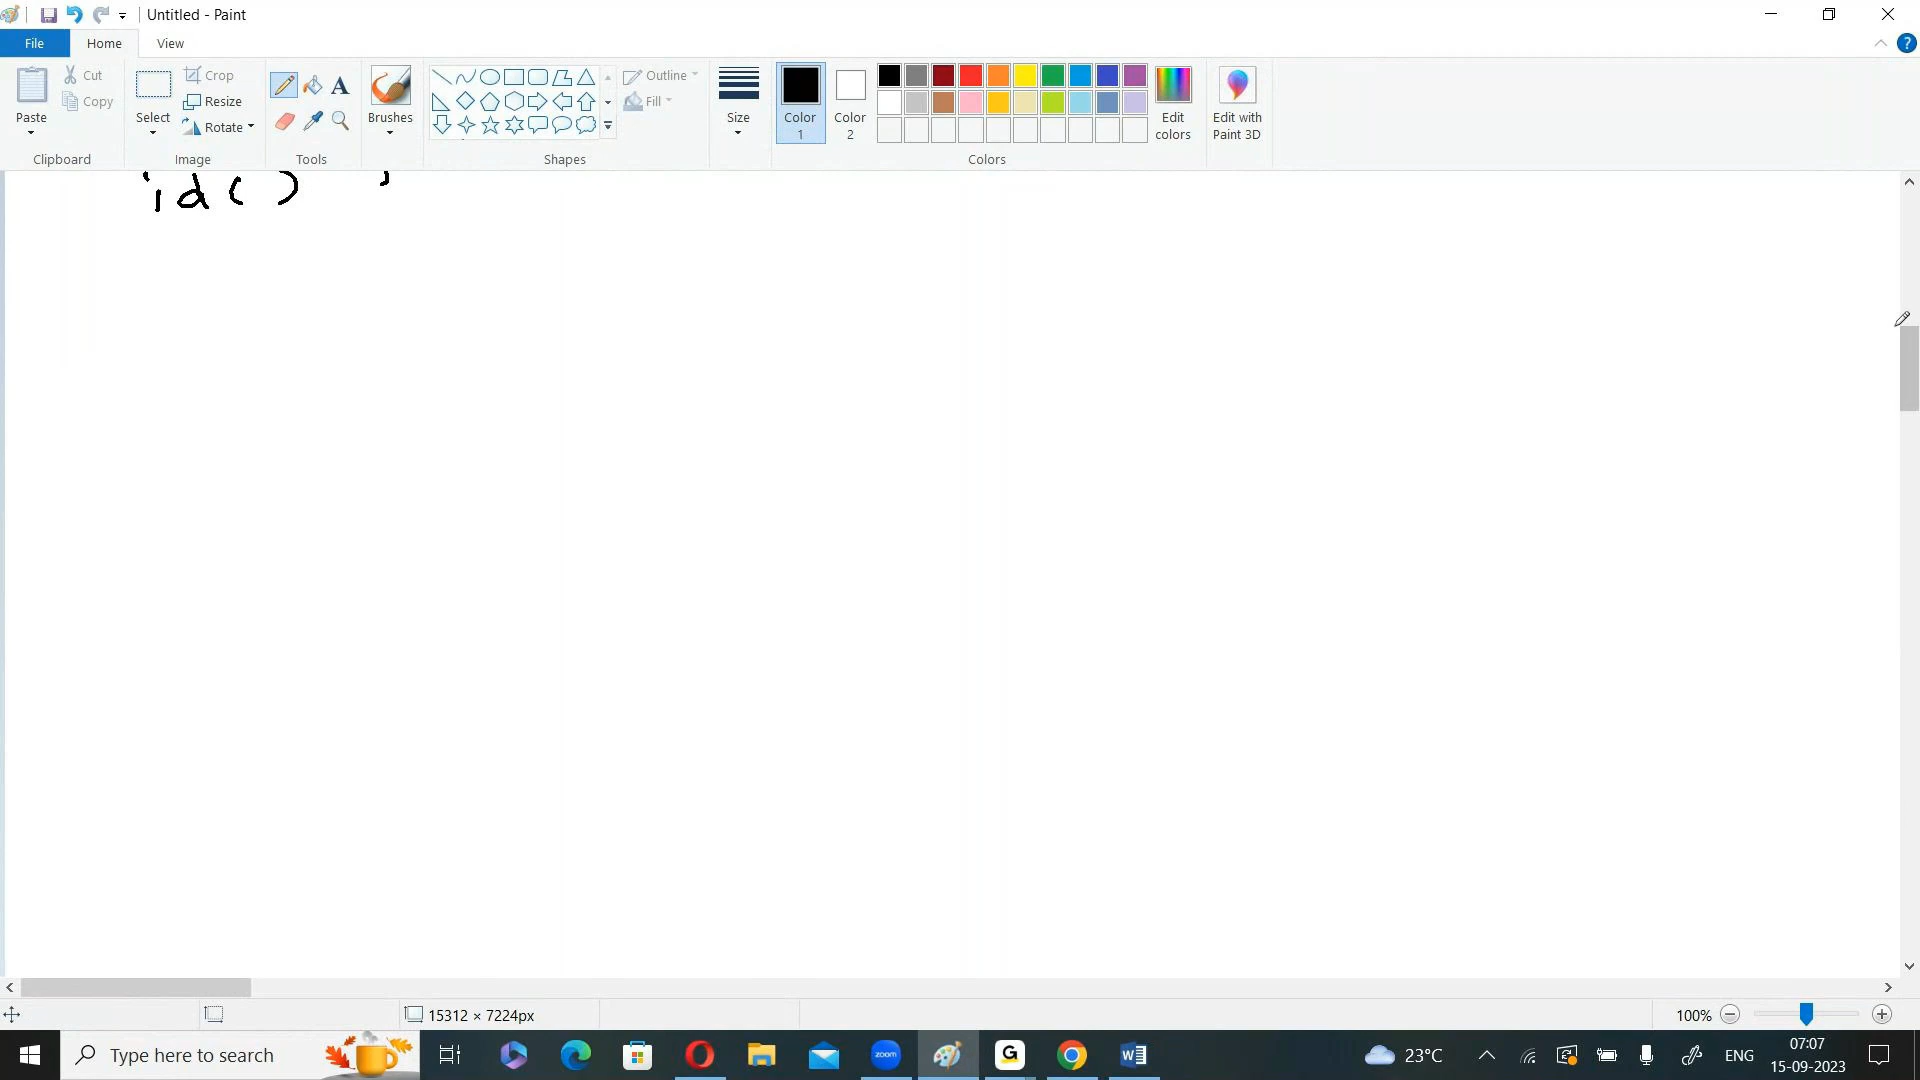 Untitled - Paint
File
Home
View
Paste
Cut
Copy
Clipboard
Select
Crop
Resize
Rotate
Image
Tools
Brushes
Shapes
Outline
Fill
Size
Color
1
Color
2
Colors
Edit
colors
Edit with
Paint 3D
id( )
15312 × 7224px
100%
Type here to search
zoom
G
W
23°C
ENG
07:07
15-09-2023